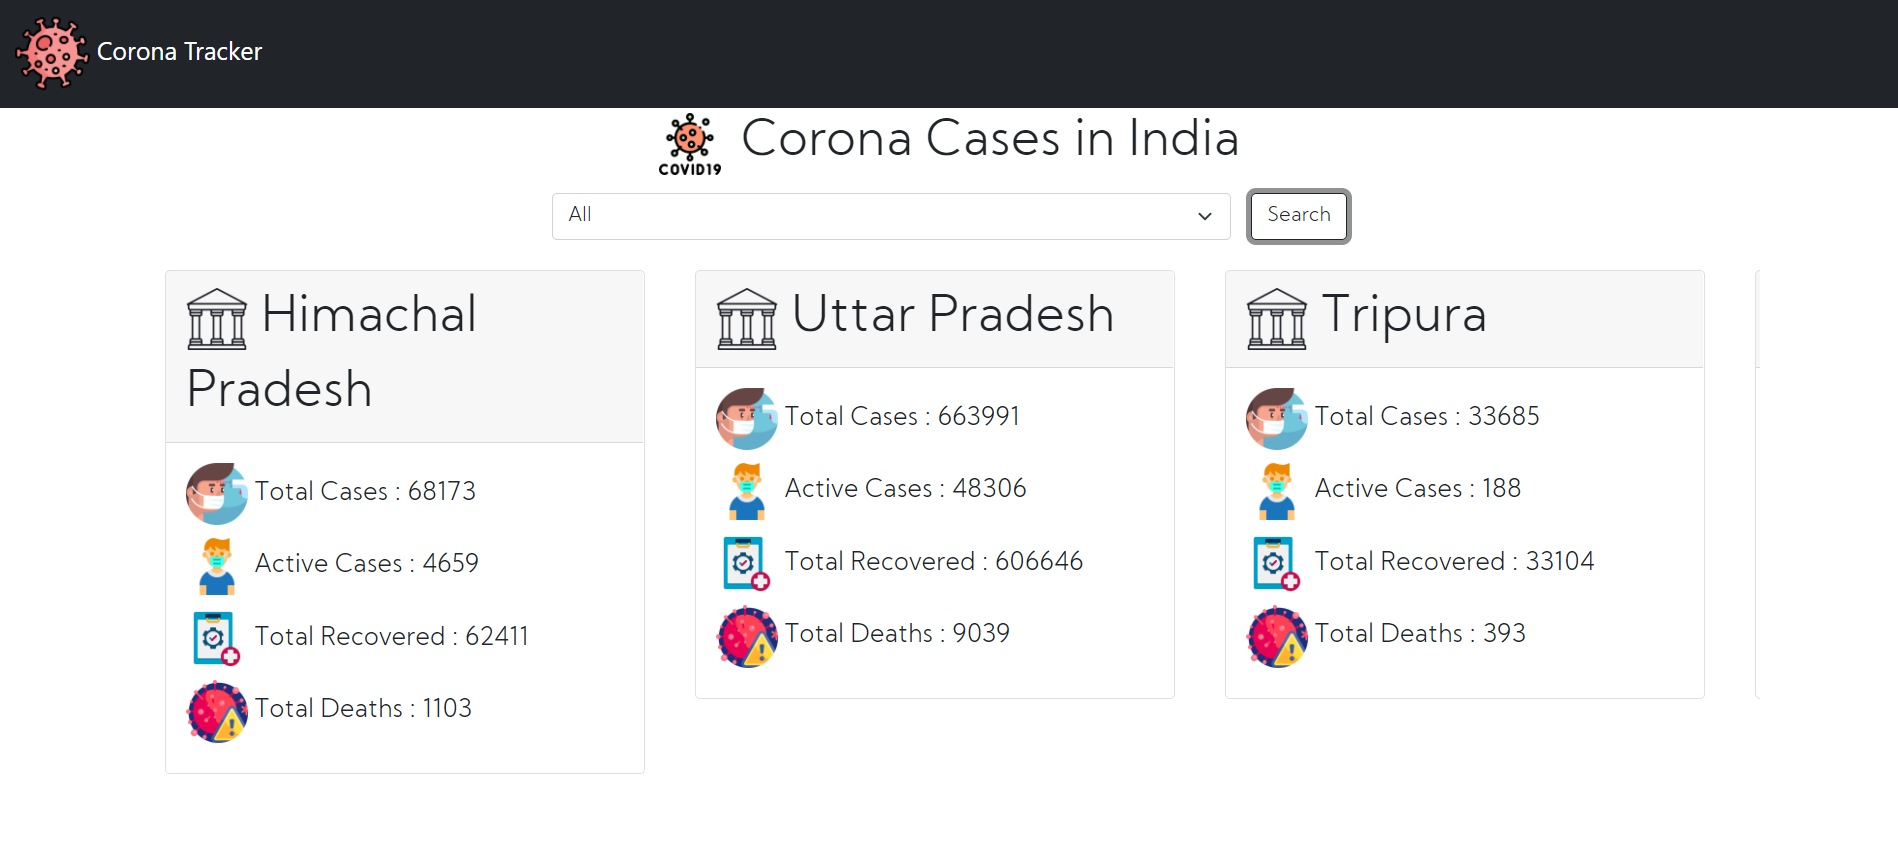 Corona Tracker
COVID19
Corona Cases in India
All
Search
Himachal
Pradesh
Total Cases : 68173
Active Cases : 4659
Total Recovered : 62411
Total Deaths : 1103
Uttar Pradesh
Total Cases : 663991
Active Cases : 48306
Total Recovered : 606646
Total Deaths : 9039
Tripura
Total Cases : 33685
Active Cases : 188
Total Recovered : 33104
Total Deaths : 393